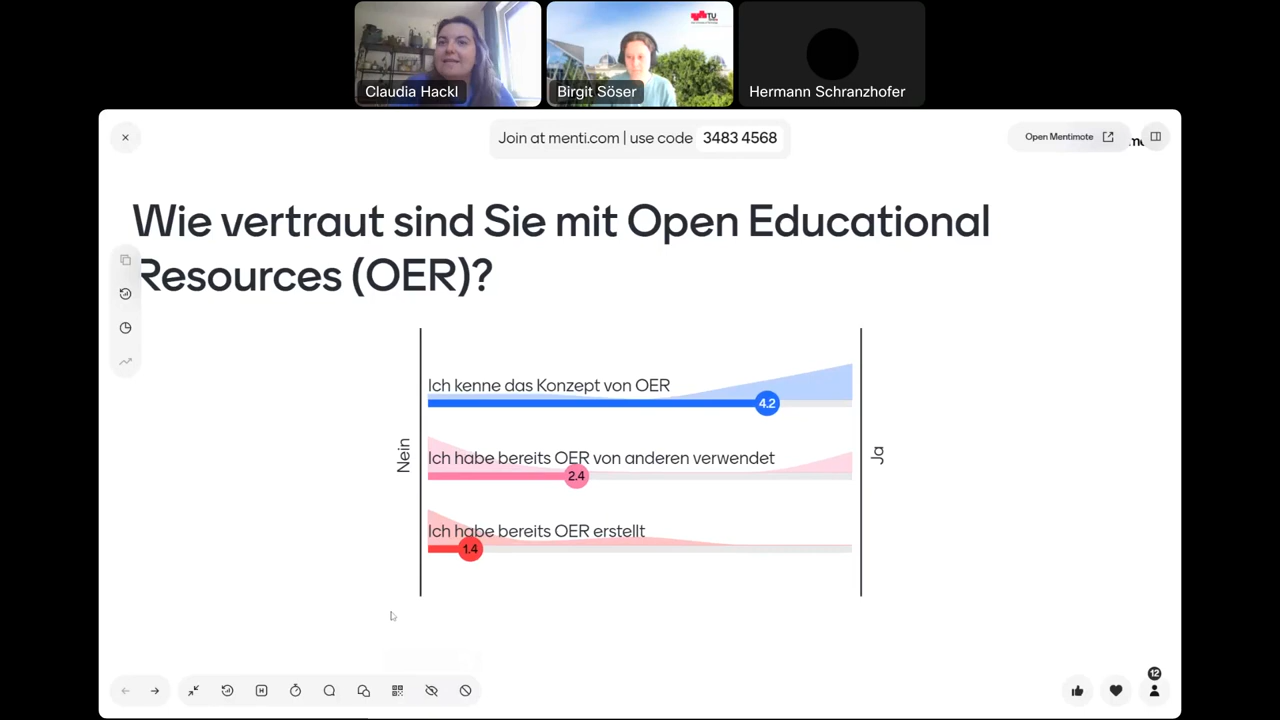 TU
Claudia Hackl
Birgit Söser
Hermann Schranzhofer
Join at menti.com | use code 3483 4568
Open Mentimote
Wie vertraut sind Sie mit Open Educational
Resources (OER)?
Nein
Ich kenne das Konzept von OER
4.2
Ich habe bereits OER von anderen verwendet
2.4
Ich habe bereits OER erstellt
1.4
Ja
12